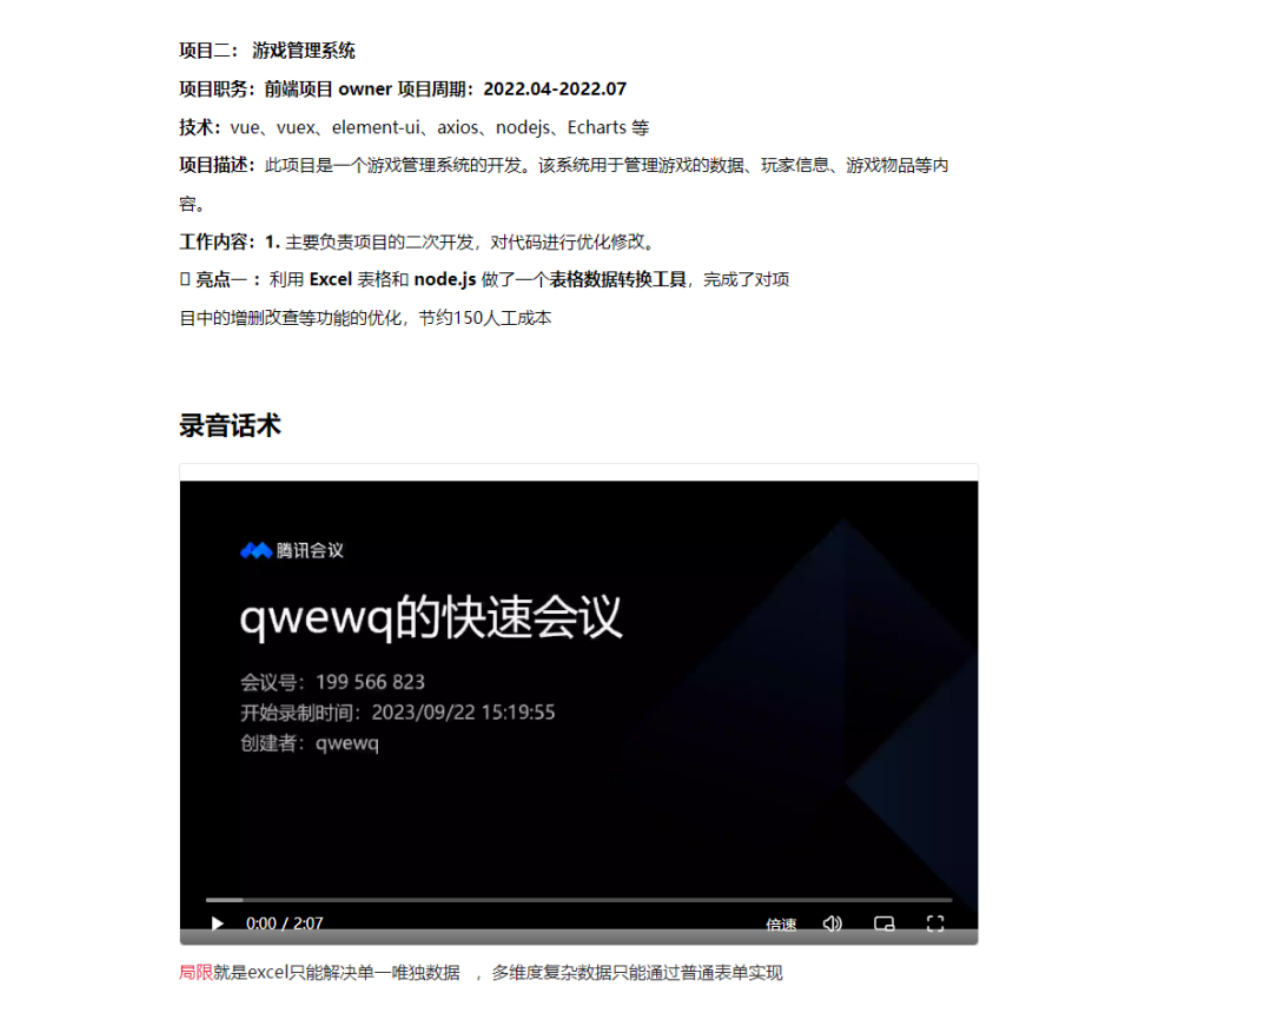 项目二： 游戏管理系统
项目职务：前端项目 owner 项目周期：2022.04-2022.07
技术：vue、vuex、element-ui、axios、nodejs、Echarts 等
项目描述：此项目是一个游戏管理系统的开发。该系统用于管理游戏的数据、玩家信息、游戏物品等内
容。
工作内容：1. 主要负责项目的二次开发，对代码进行优化修改。
亮点一 ：利用 Excel 表格和 node.js 做了一个表格数据转换工具，完成了对项
目中的增删改查等功能的优化，节约150人工成本
录音话术
腾讯会议
qwewq的快速会议
会议号：199 566 823
开始录制时间：2023/09/22 15:19:55
创建者：qwewq
0:00 / 2:07 倍速
局限就是excel只能解决单一唯独数据 ，多维度复杂数据只能通过普通表单实现